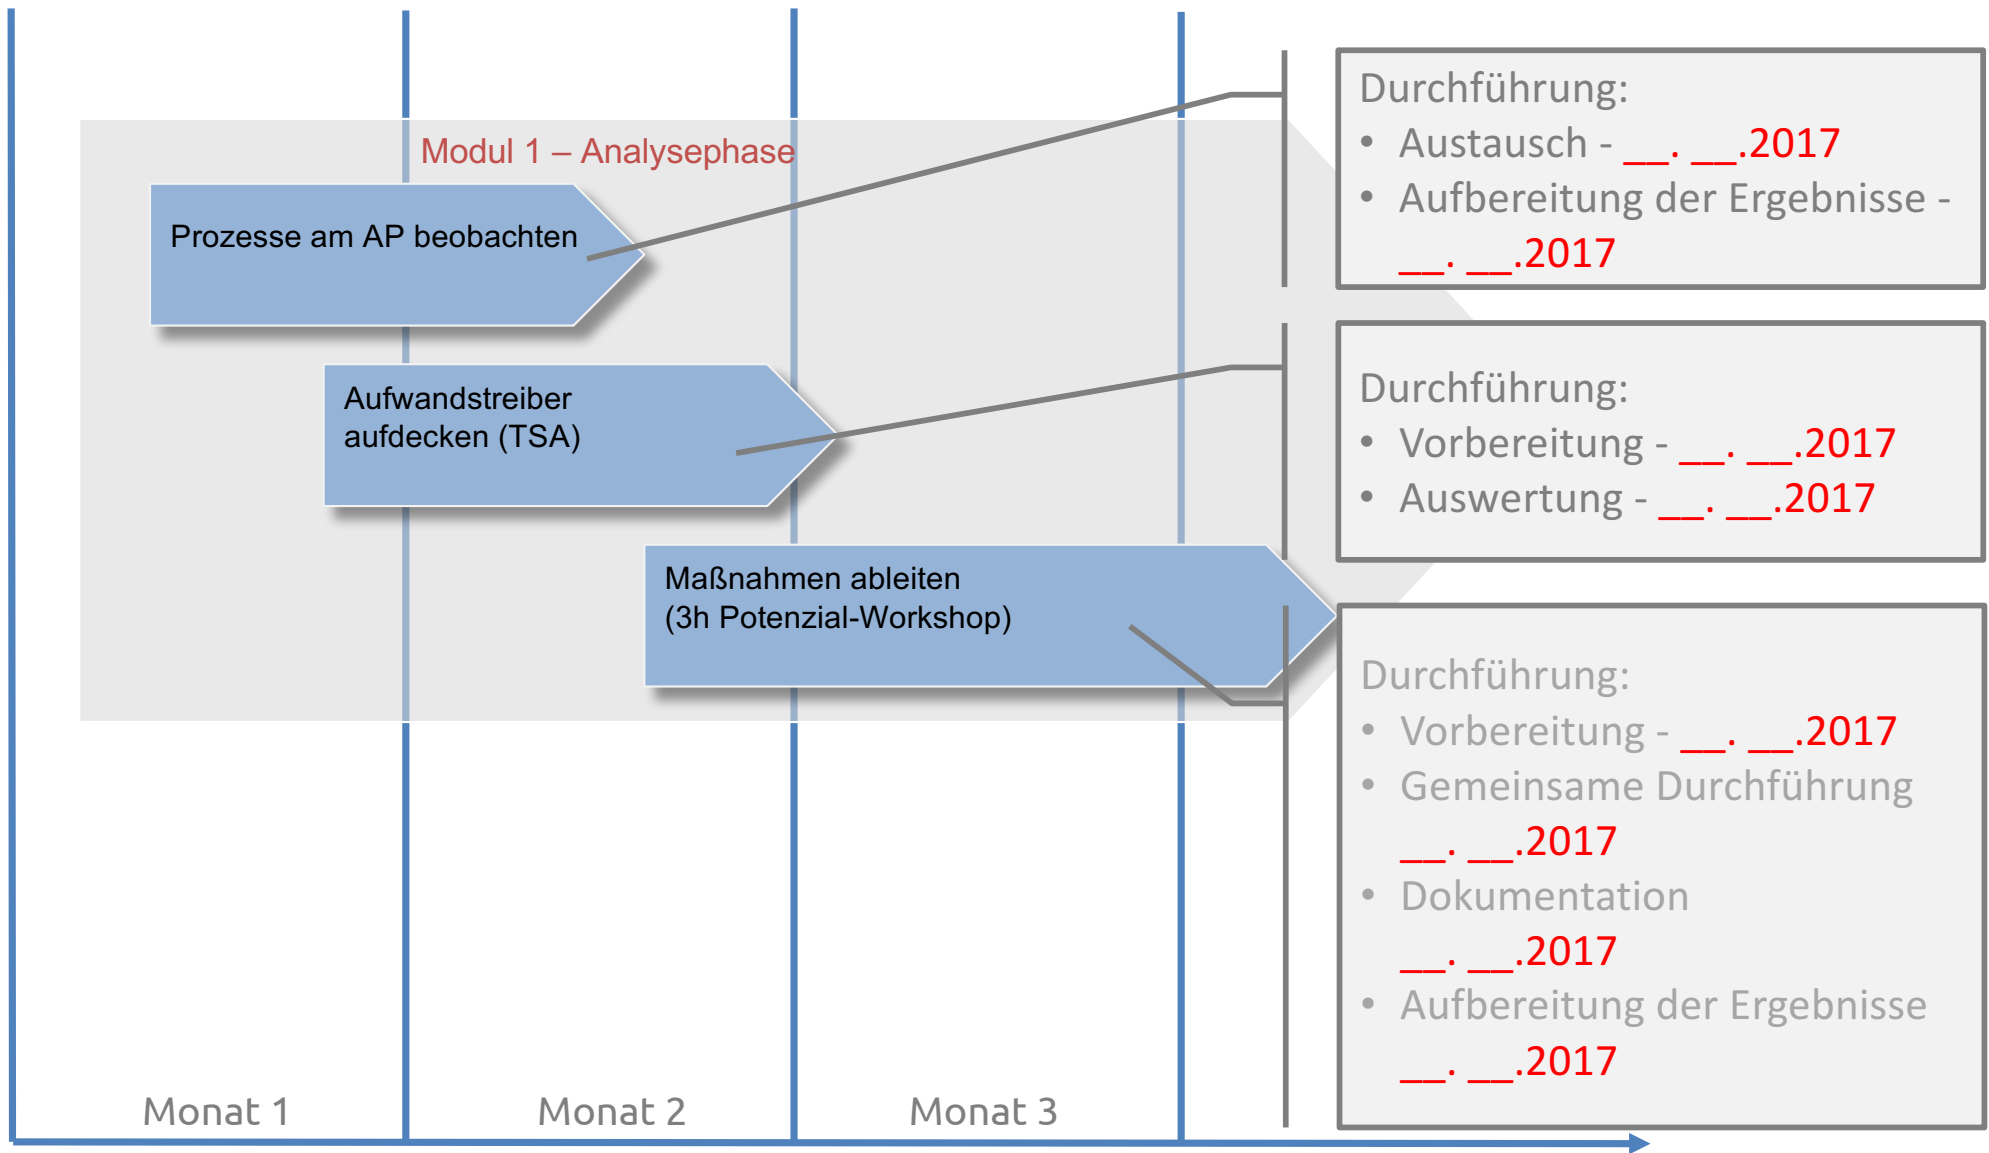 Modul 1 – Analysephase
Prozesse am AP beobachten
Aufwandstreiber
aufdecken (TSA)
Maßnahmen ableiten
(3h Potenzial-Workshop)
Durchführung:
• Austausch - __. __.2017
• Aufbereitung der Ergebnisse -
__. __.2017
Durchführung:
• Vorbereitung - __. __.2017
• Auswertung - __. __.2017
Durchführung:
• Vorbereitung - __. __.2017
• Gemeinsame Durchführung
__. __.2017
• Dokumentation
__. __.2017
• Aufbereitung der Ergebnisse
__. __.2017
Monat 1
Monat 2
Monat 3